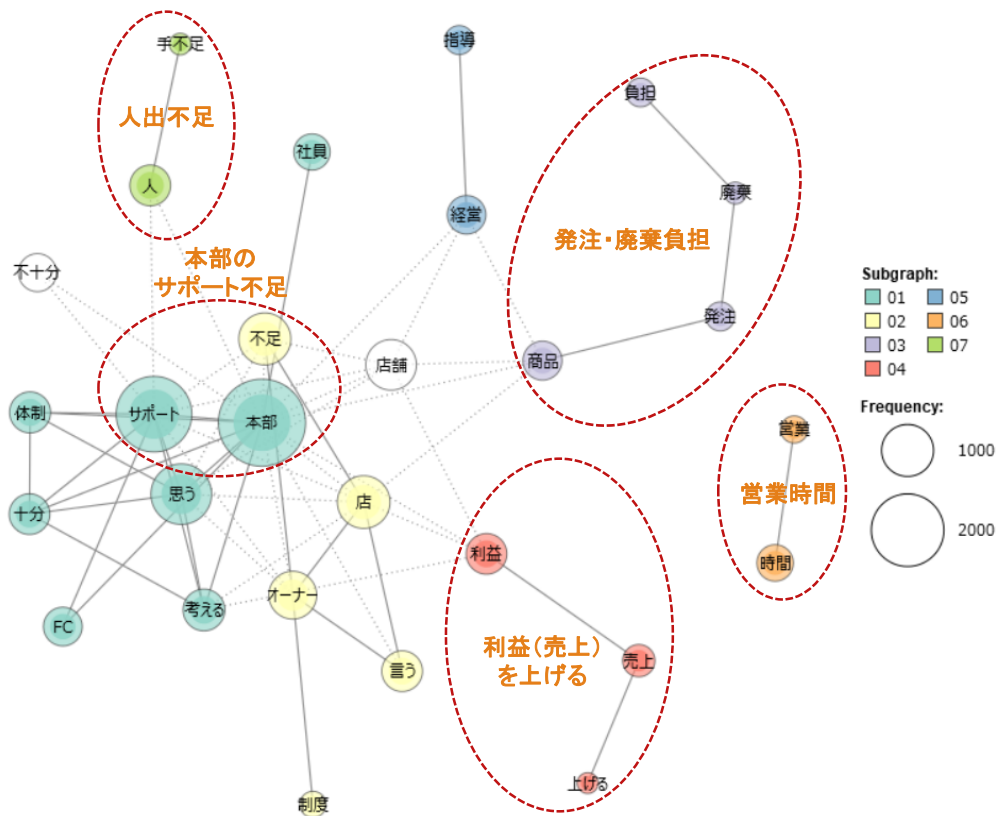 手不足
人出不足
人
指導
負担
社員
廃棄
経営
発注・廃棄負担
不十分
本部の
サポート不足
発注
不足
店舗
商品
体制
サポート
本部
思う
店
十分
利益
FC
考える
オーナー
言う
制度
利益(売上)
を上げる
売上
上げる
営業
営業時間
時間
Subgraph:
01
02
03
04
05
06
07
Frequency:
1000
2000